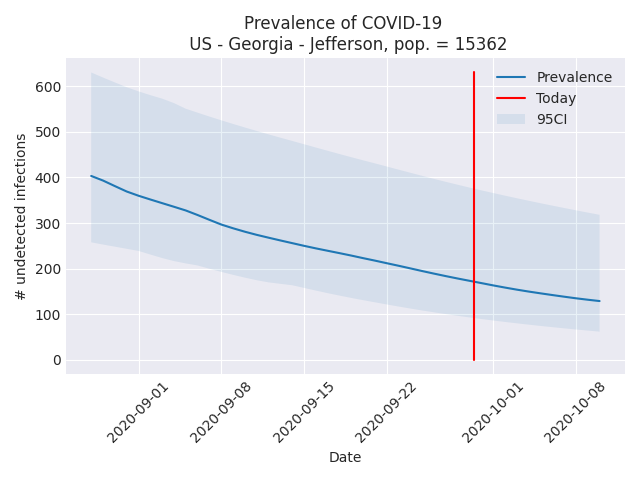 Prevalence of COVID-19
US - Georgia - Jefferson, pop. = 15362
Prevalence
Today
95CI
# undetected infections
600
500
400
300
200
100
0
2020-09-01
2020-09-08
2020-09-15
2020-09-22
2020-10-01
2020-10-08
Date